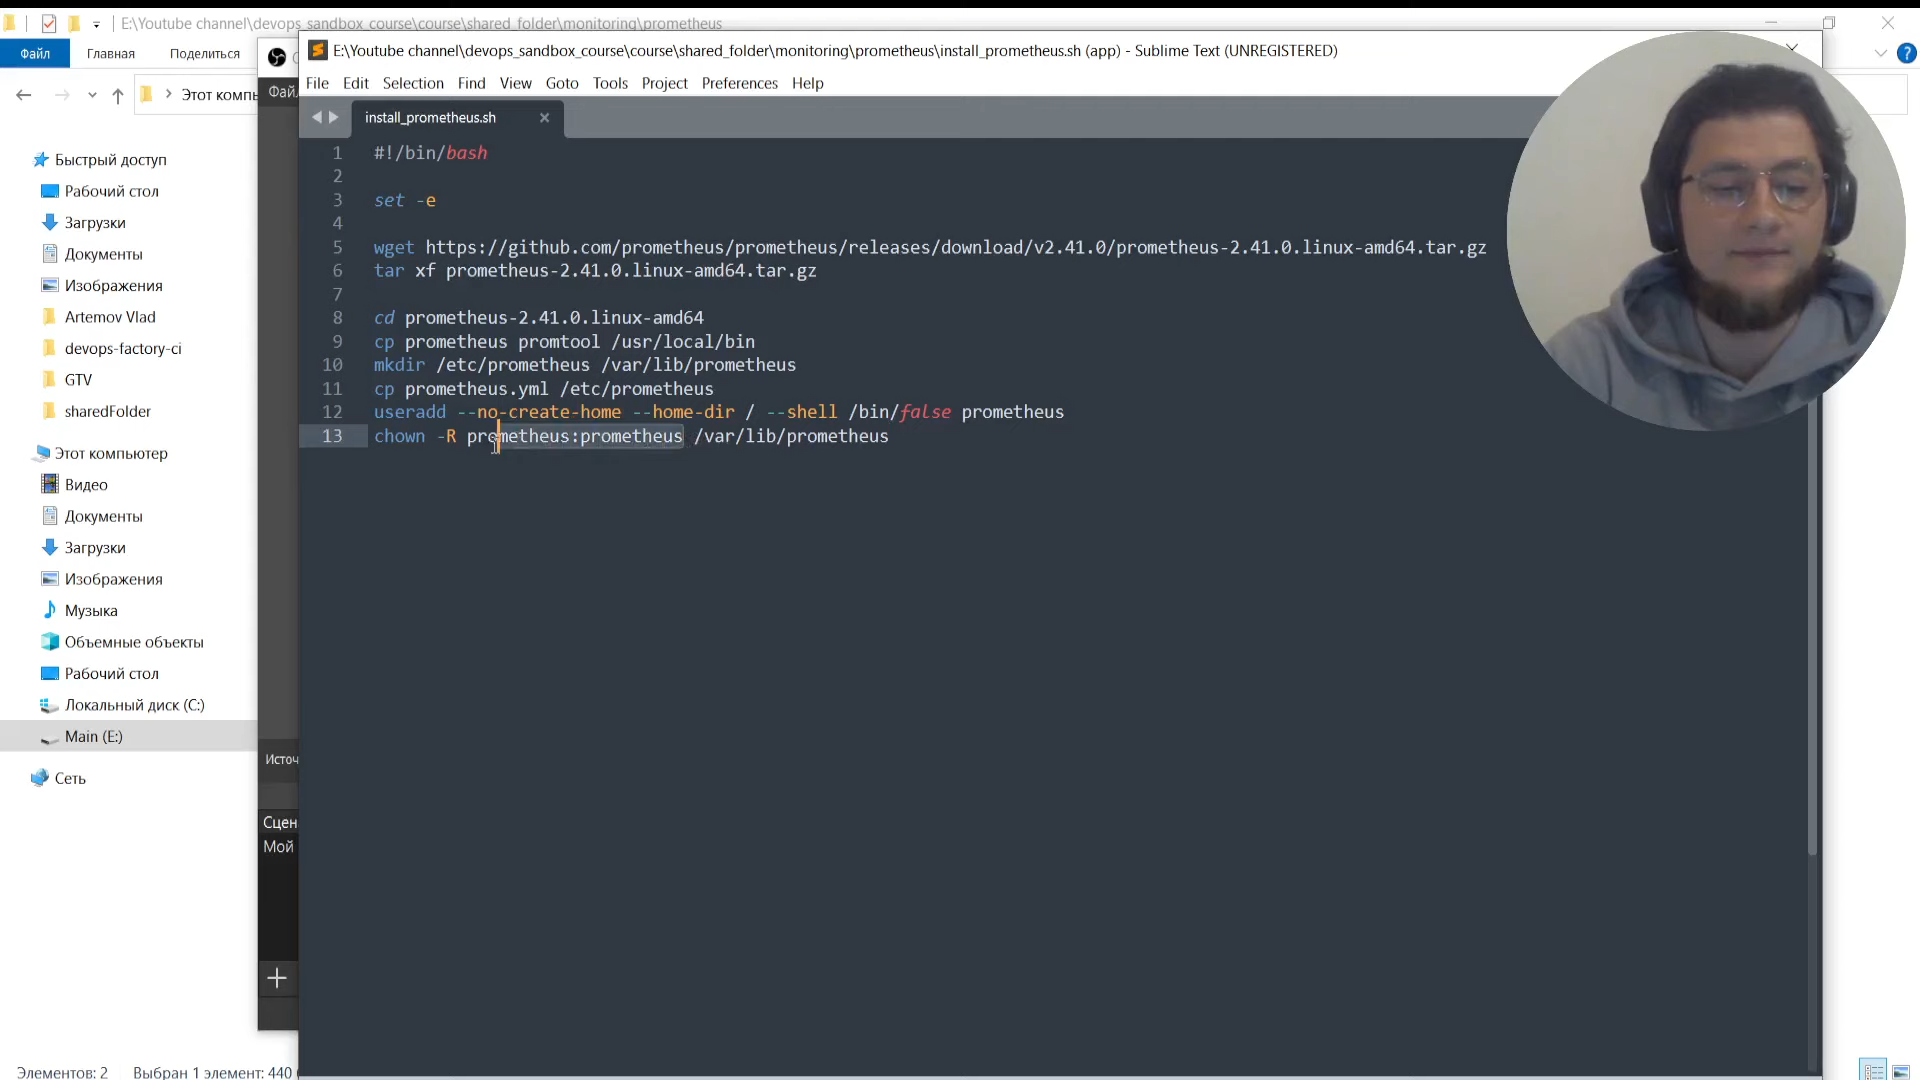 E:\Youtube channel\devops_sandbox_course\course\shared_folder\monitoring\prometheus
Файл
Главная
Поделиться
Этот компь
Быстрый доступ
Рабочий стол
Загрузки
Документы
Изображения
Artemov Vlad
devops-factory-ci
GTV
sharedFolder
Этот компьютер
Видео
Документы
Загрузки
Изображения
Музыка
Объемные объекты
Рабочий стол
Локальный диск (C:)
Main (E:)
Сеть
Элементов: 2
Выбран 1 элемент: 440
Файл
Источ
Сцен
Мой
E:\Youtube channel\devops_sandbox_course\course\shared_folder\monitoring\prometheus\install_prometheus.sh (app) - Sublime Text (UNREGISTERED)
File Edit Selection Find View Goto Tools Project Preferences Help
install_prometheus.sh
1 #!/bin/bash
2
3 set -e
4
5 wget https://github.com/prometheus/prometheus/releases/download/v2.41.0/prometheus-2.41.0.linux-amd64.tar.gz
6 tar xf prometheus-2.41.0.linux-amd64.tar.gz
7
8 cd prometheus-2.41.0.linux-amd64
9 cp prometheus promtool /usr/local/bin
10 mkdir /etc/prometheus /var/lib/prometheus
11 cp prometheus.yml /etc/prometheus
12 useradd --no-create-home --home-dir / --shell /bin/false prometheus
13 chown -R prometheus:prometheus /var/lib/prometheus